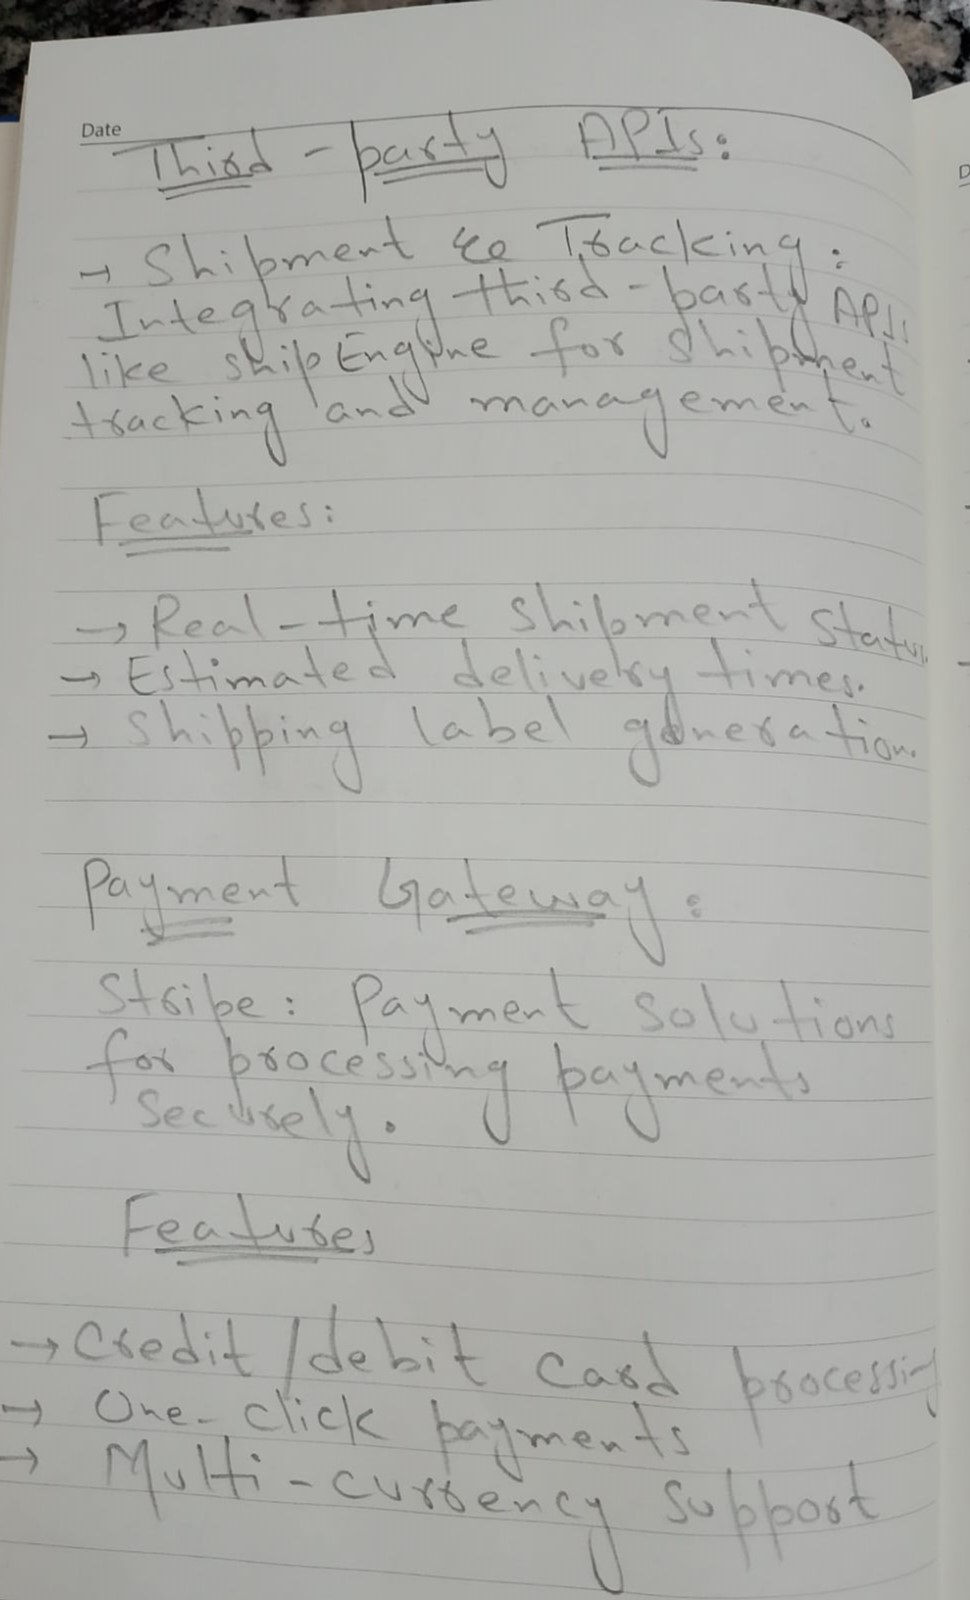 Date
Third-party APIs:
→ Shipment & Tracking:
Integrating third-party APIs
like ShipEngine for shipment
tracking and management.
Features:
→ Real-time shipment status.
→ Estimated delivery times.
→ Shipping label generation.
Payment Gateway:
Stripe: Payment solutions
for processing payments
securely.
Features
→ Credit/debit card processing
→ One-click payments
→ Multi-currency support